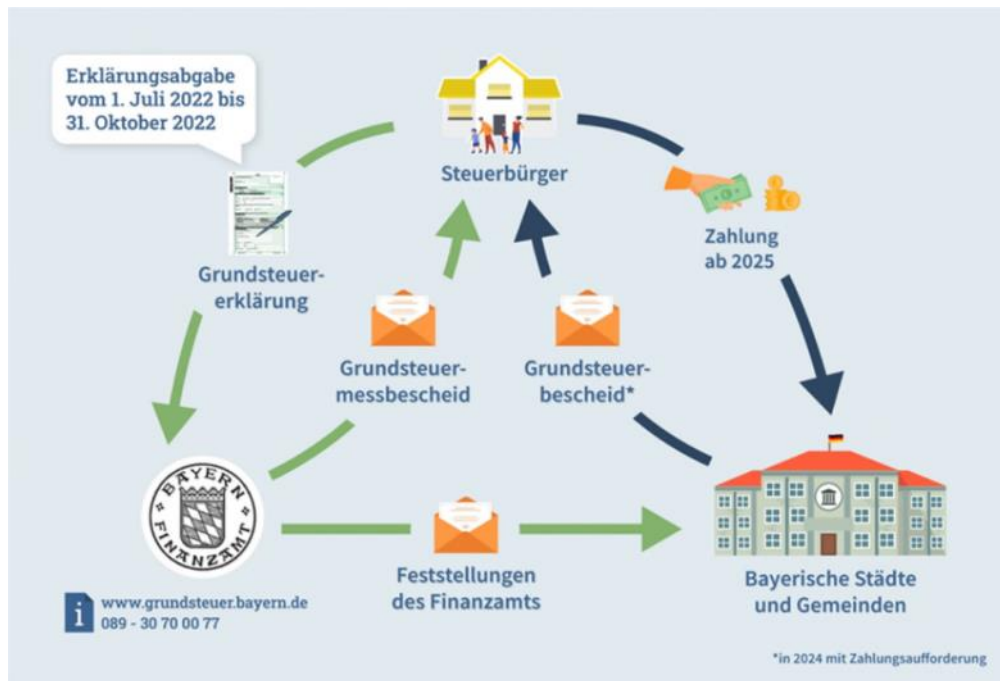 Erklärungsabgabe
vom 1. Juli 2022 bis
31. Oktober 2022
Steuerbürger
Grundsteuer-
erklärung
Zahlung
ab 2025
Grundsteuer-
messbescheid
Grundsteuer-
bescheid*
BAYERN
FINANZAMT
Feststellungen
des Finanzamts
Bayerische Städte
und Gemeinden
i
www.grundsteuer.bayern.de
089 - 30 70 00 77
*in 2024 mit Zahlungsaufforderung